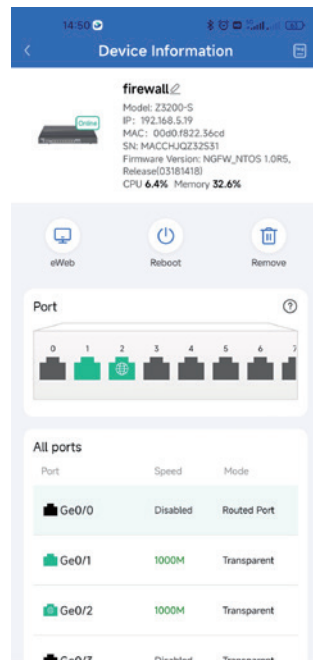 14:50
Device Information
firewall
Online
Model: Z3200-S
IP: 192.168.5.19
MAC: 00d0.f822.36cd
SN: MACCHJQZ32S31
Firmware Version: NGFW_NTOS 1.0R5,
Release(03181418)
CPU 6.4% Memory 32.6%
eWeb Reboot Remove
Port ?
0 1 2 3 4 5 6 7
All ports
Port Speed Mode
Ge0/0 Disabled Routed Port
Ge0/1 1000M Transparent
Ge0/2 1000M Transparent
Ge0/3 Disabled Transparent